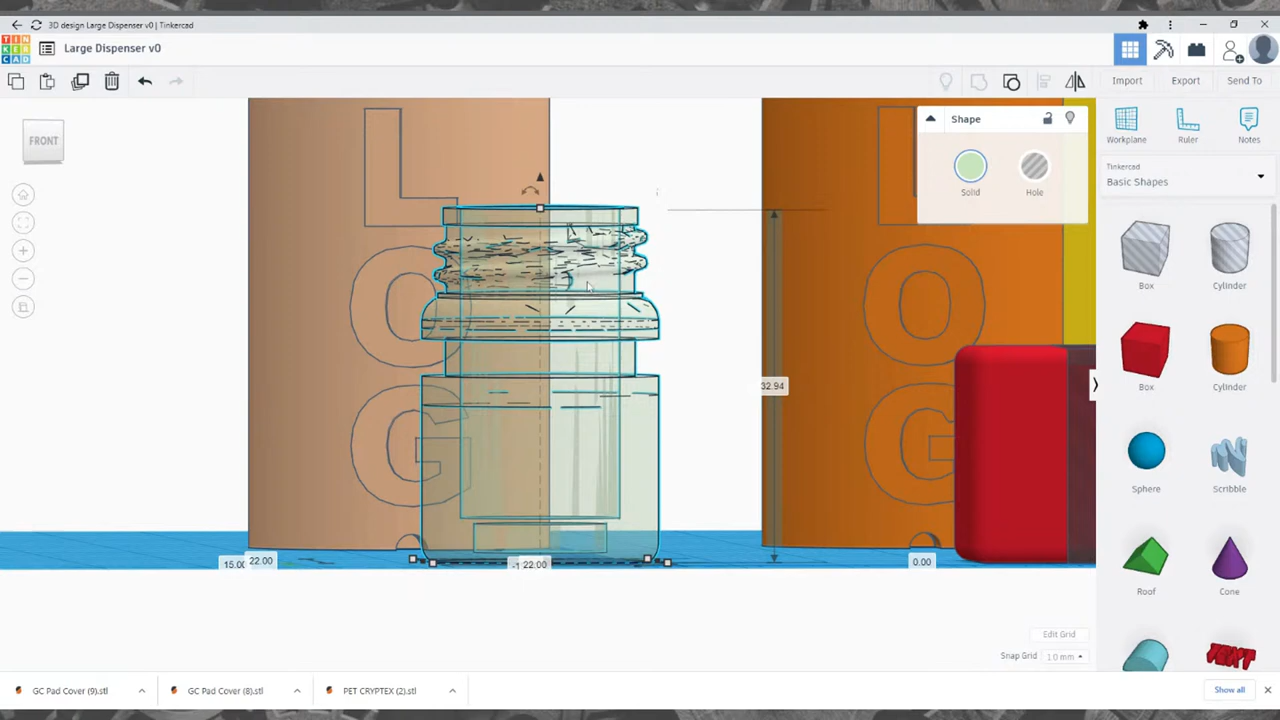 3D design Large Dispenser v0 | Tinkercad
TIN
KER
CAD
Large Dispenser v0
Import
Export
Send To
FRONT
Shape
Solid
Hole
Workplane
Ruler
Notes
Tinkercad
Basic Shapes
L
O
G
L
O
G
32.94
22.00
22.00
0.00
Box
Cylinder
Box
Cylinder
Sphere
Scribble
Roof
Cone
Edit Grid
Snap Grid
1.0 mm
GC Pad Cover (9).stl
GC Pad Cover (8).stl
PET CRYPTEX (2).stl
Show all